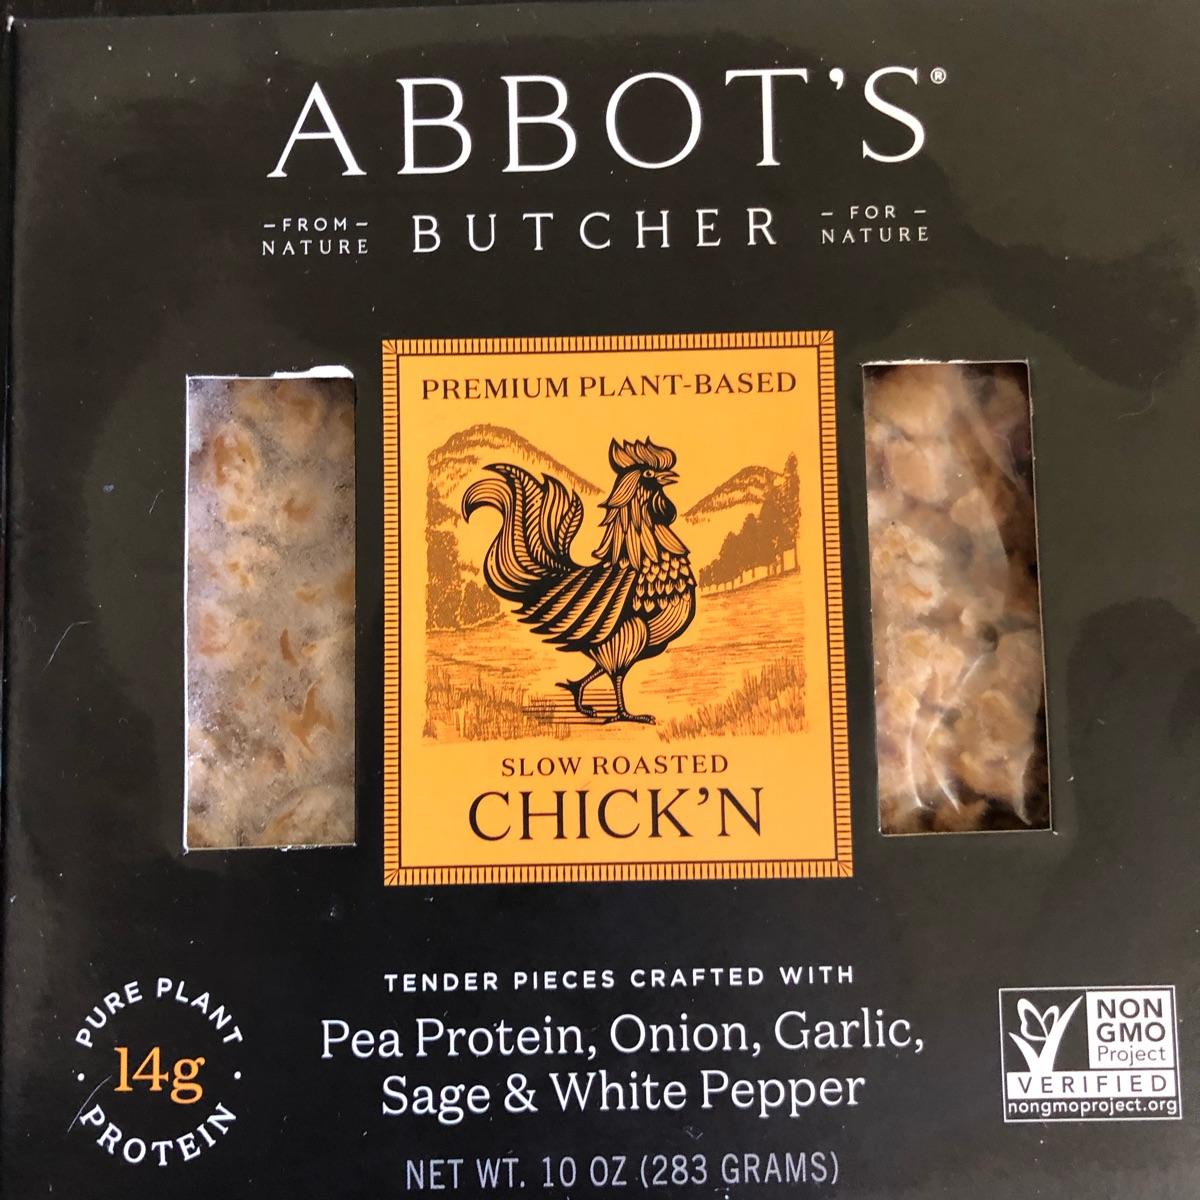 ABBOT'S®
–FROM–
NATURE
BUTCHER
– FOR –
NATURE
PREMIUM PLANT-BASED
SLOW ROASTED
CHICK'N
TENDER PIECES CRAFTED WITH
Pea Protein, Onion, Garlic,
Sage & White Pepper
PURE PLANT
· 14g ·
PROTEIN
NON
GMO
Project
VERIFIED
nongmoproject.org
NET WT. 10 OZ (283 GRAMS)